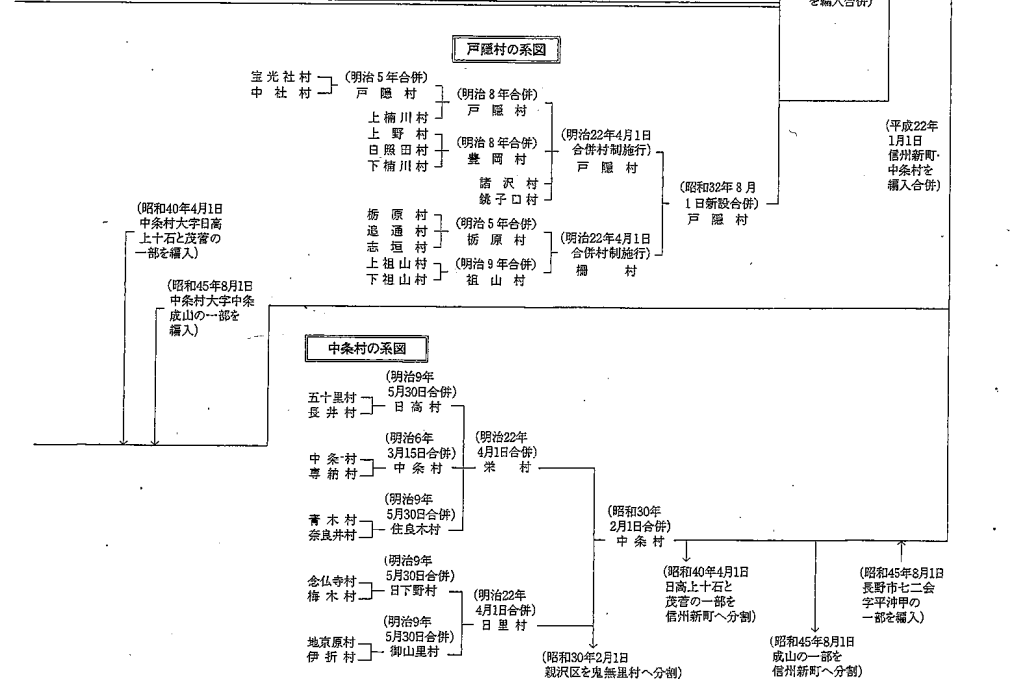 を編入合併)
戸隠村の系図
宝光社村
中社村
(明治5年合併)
戸隠村
上楠川村
(明治8年合併)
戸隠村
上野村
日照田村
下楠川村
(明治8年合併)
豊岡村
諸沢村
銚子口村
(明治22年4月1日
合併村制施行)
戸隠村
栃原村
追通村
志垣村
(明治5年合併)
栃原村
上祖山村
下祖山村
(明治9年合併)
祖山村
(明治22年4月1日
合併村制施行)
柵村
(昭和32年8月
1日新設合併)
戸隠村
(平成22年
1月1日
信州新町・
中条村を
編入合併)
(昭和40年4月1日
中条村大字日高
上十石と茂菅の
一部を編入)
(昭和45年8月1日
中条村大字中条
成山の一部を
編入)
中条村の系図
五十里村
長井村
(明治9年
5月30日合併)
日高村
中条村
専納村
(明治6年
3月15日合併)
中条村
青木村
奈良井村
(明治9年
5月30日合併)
住良木村
(明治22年
4月1日合併)
栄村
念仏寺村
梅木村
(明治9年
5月30日合併)
日下野村
地京原村
伊折村
(明治9年
5月30日合併)
御山里村
(明治22年
4月1日合併)
日里村
(昭和30年
2月1日合併)
中条村
(昭和30年2月1日
親沢区を鬼無里村へ分割)
(昭和40年4月1日
日高上十石と
茂菅の一部を
信州新町へ分割)
(昭和45年8月1日
成山の一部を
信州新町へ分割)
(昭和45年8月1日
長野市七二会
字平沖甲の
一部を編入)